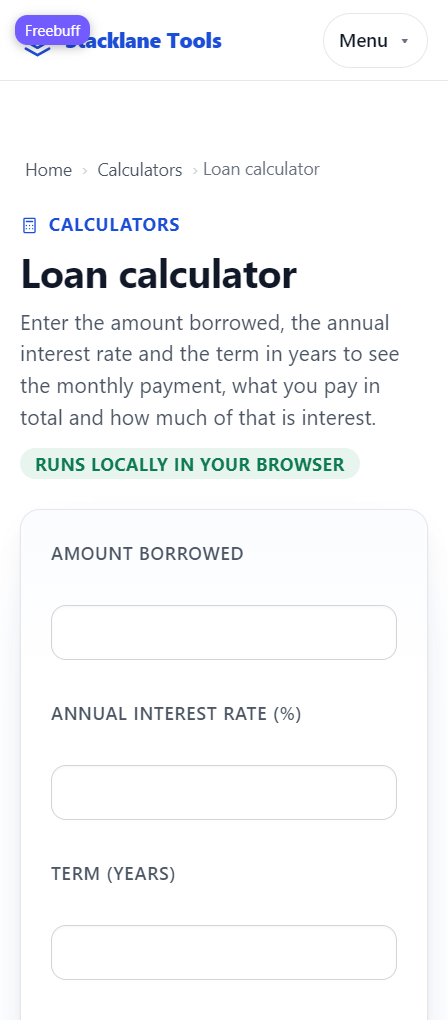 Freebuff
Stacklane Tools
Menu
Home › Calculators › Loan calculator
CALCULATORS
Loan calculator
Enter the amount borrowed, the annual
interest rate and the term in years to see
the monthly payment, what you pay in
total and how much of that is interest.
RUNS LOCALLY IN YOUR BROWSER
AMOUNT BORROWED
ANNUAL INTEREST RATE (%)
TERM (YEARS)